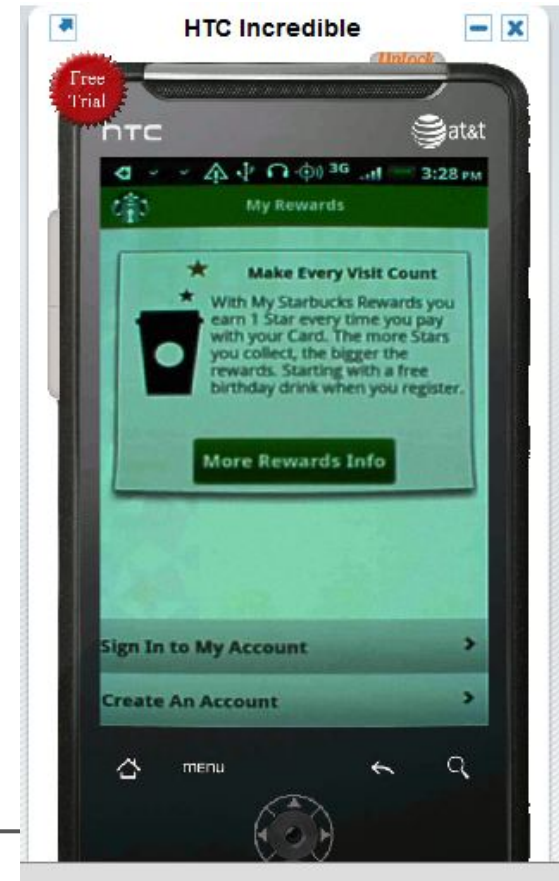 HTC Incredible
Unlock
Free
Trial
hTC
at&t
3G
3:28 PM
My Rewards
Make Every Visit Count
With My Starbucks Rewards you
earn 1 Star every time you pay
with your Card. The more Stars
you collect, the bigger the
rewards. Starting with a free
birthday drink when you register.
More Rewards Info
Sign In to My Account
Create An Account
menu